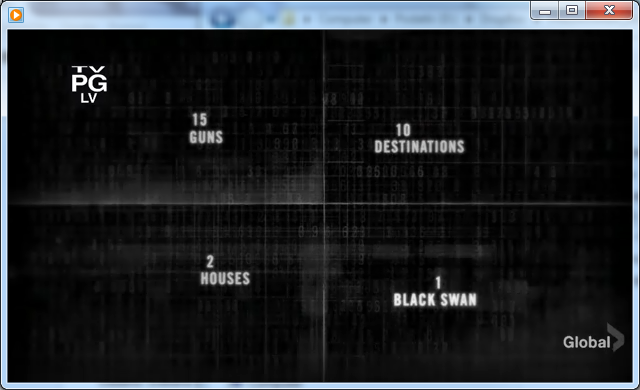 TV
PG
LV
15
GUNS
10
DESTINATIONS
2
HOUSES
1
BLACK SWAN
Global